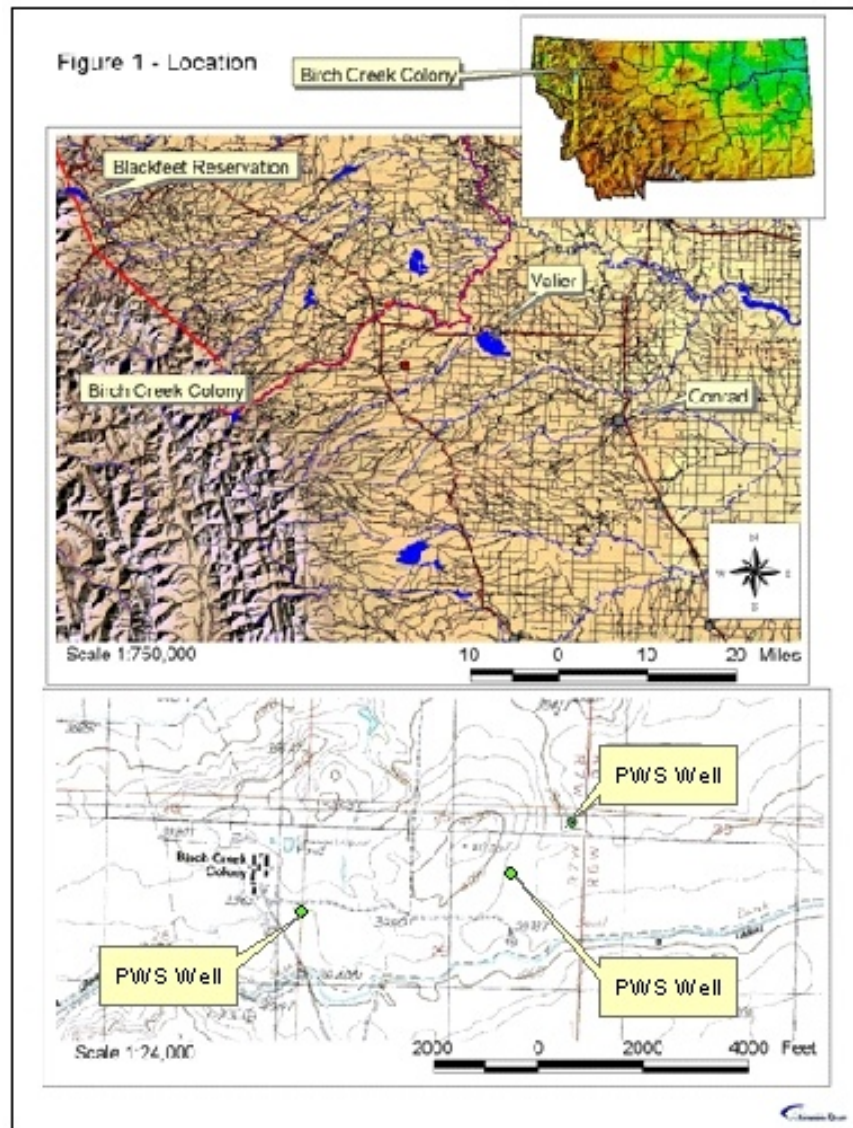 Figure 1 - Location
Birch Creek Colony
Blackfeet Reservation
Valier
Birch Creek Colony
Conrad
N
W E
S
Scale 1:750,000
10 0 10 20 Miles
PWS Well
Birch Creek
Colony
R7W
R6W
PWS Well
PWS Well
Scale 1:24,000
2000 0 2000 4000 Feet